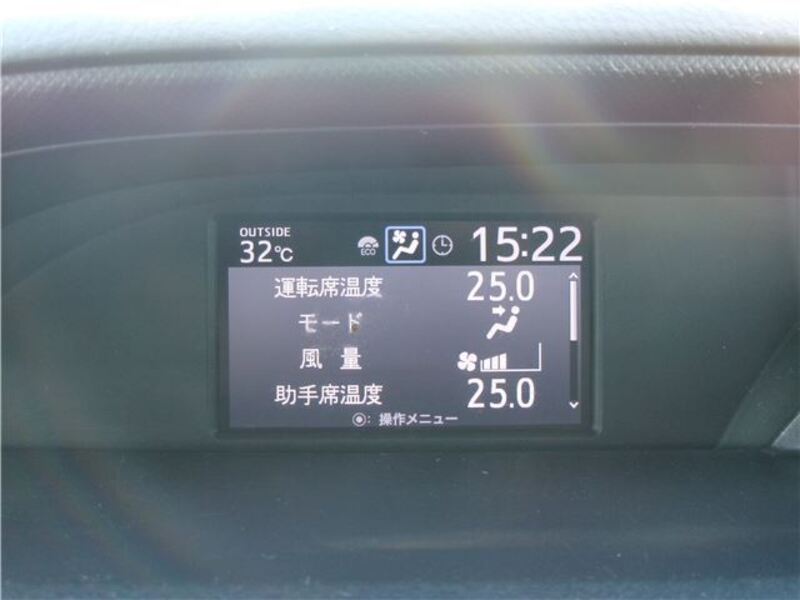 OUTSIDE
32℃ ECO 15:22
運転席温度 25.0
モード
風量
助手席温度 25.0
: 操作メニュー